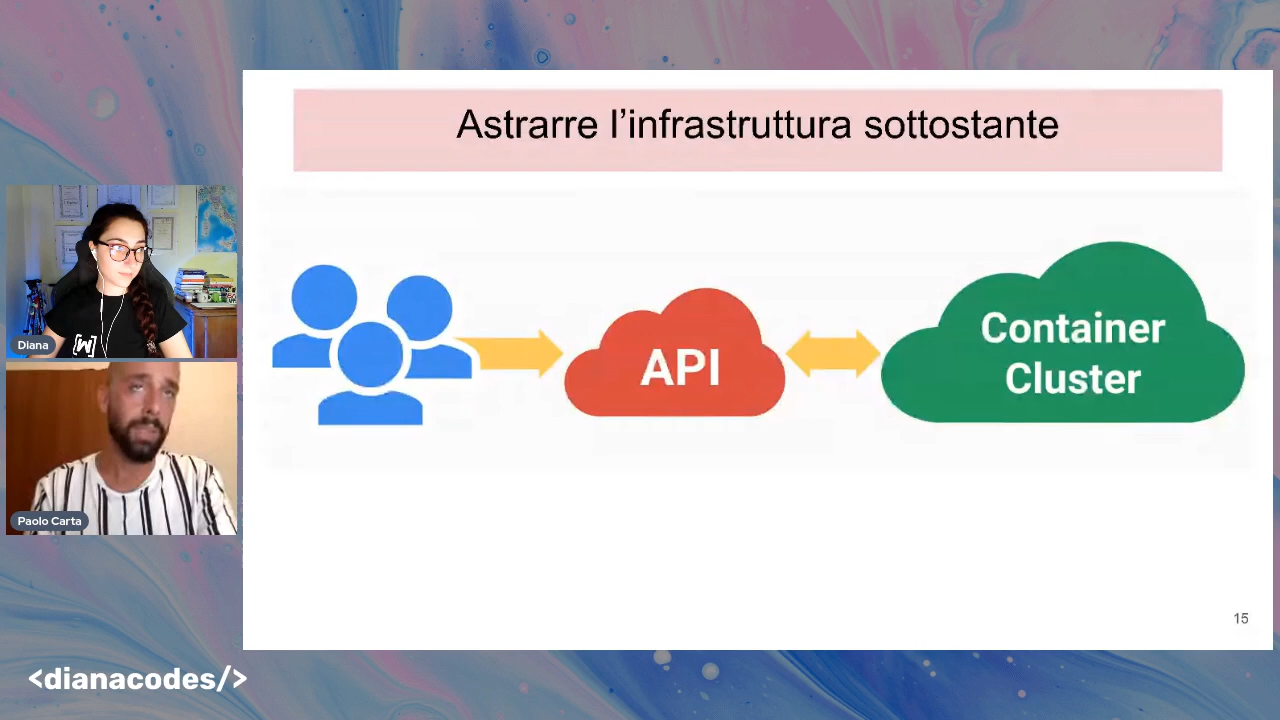 Astrarre l’infrastruttura sottostante
API
Container
Cluster
15
Diana
[W]
Paolo Carta
<dianacodes/>